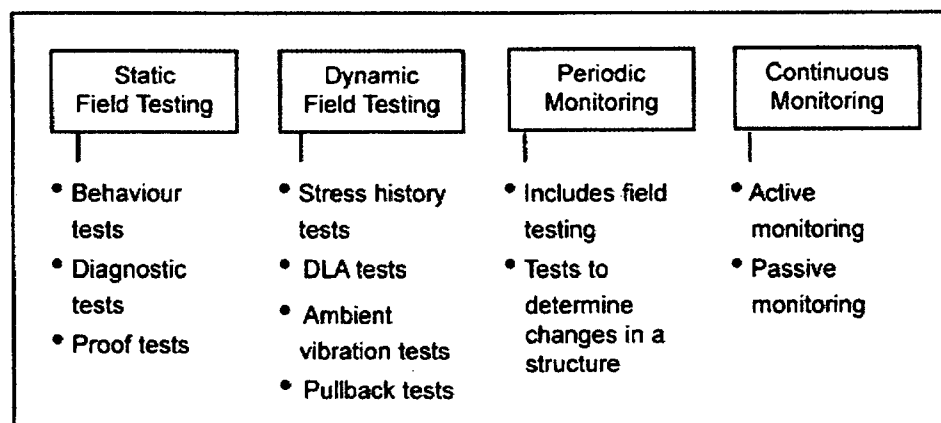 Static
Field Testing
• Behaviour
tests
• Diagnostic
tests
• Proof tests
Dynamic
Field Testing
• Stress history
tests
• DLA tests
• Ambient
vibration tests
• Pullback tests
Periodic
Monitoring
• Includes field
testing
• Tests to
determine
changes in a
structure
Continuous
Monitoring
• Active
monitoring
• Passive
monitoring